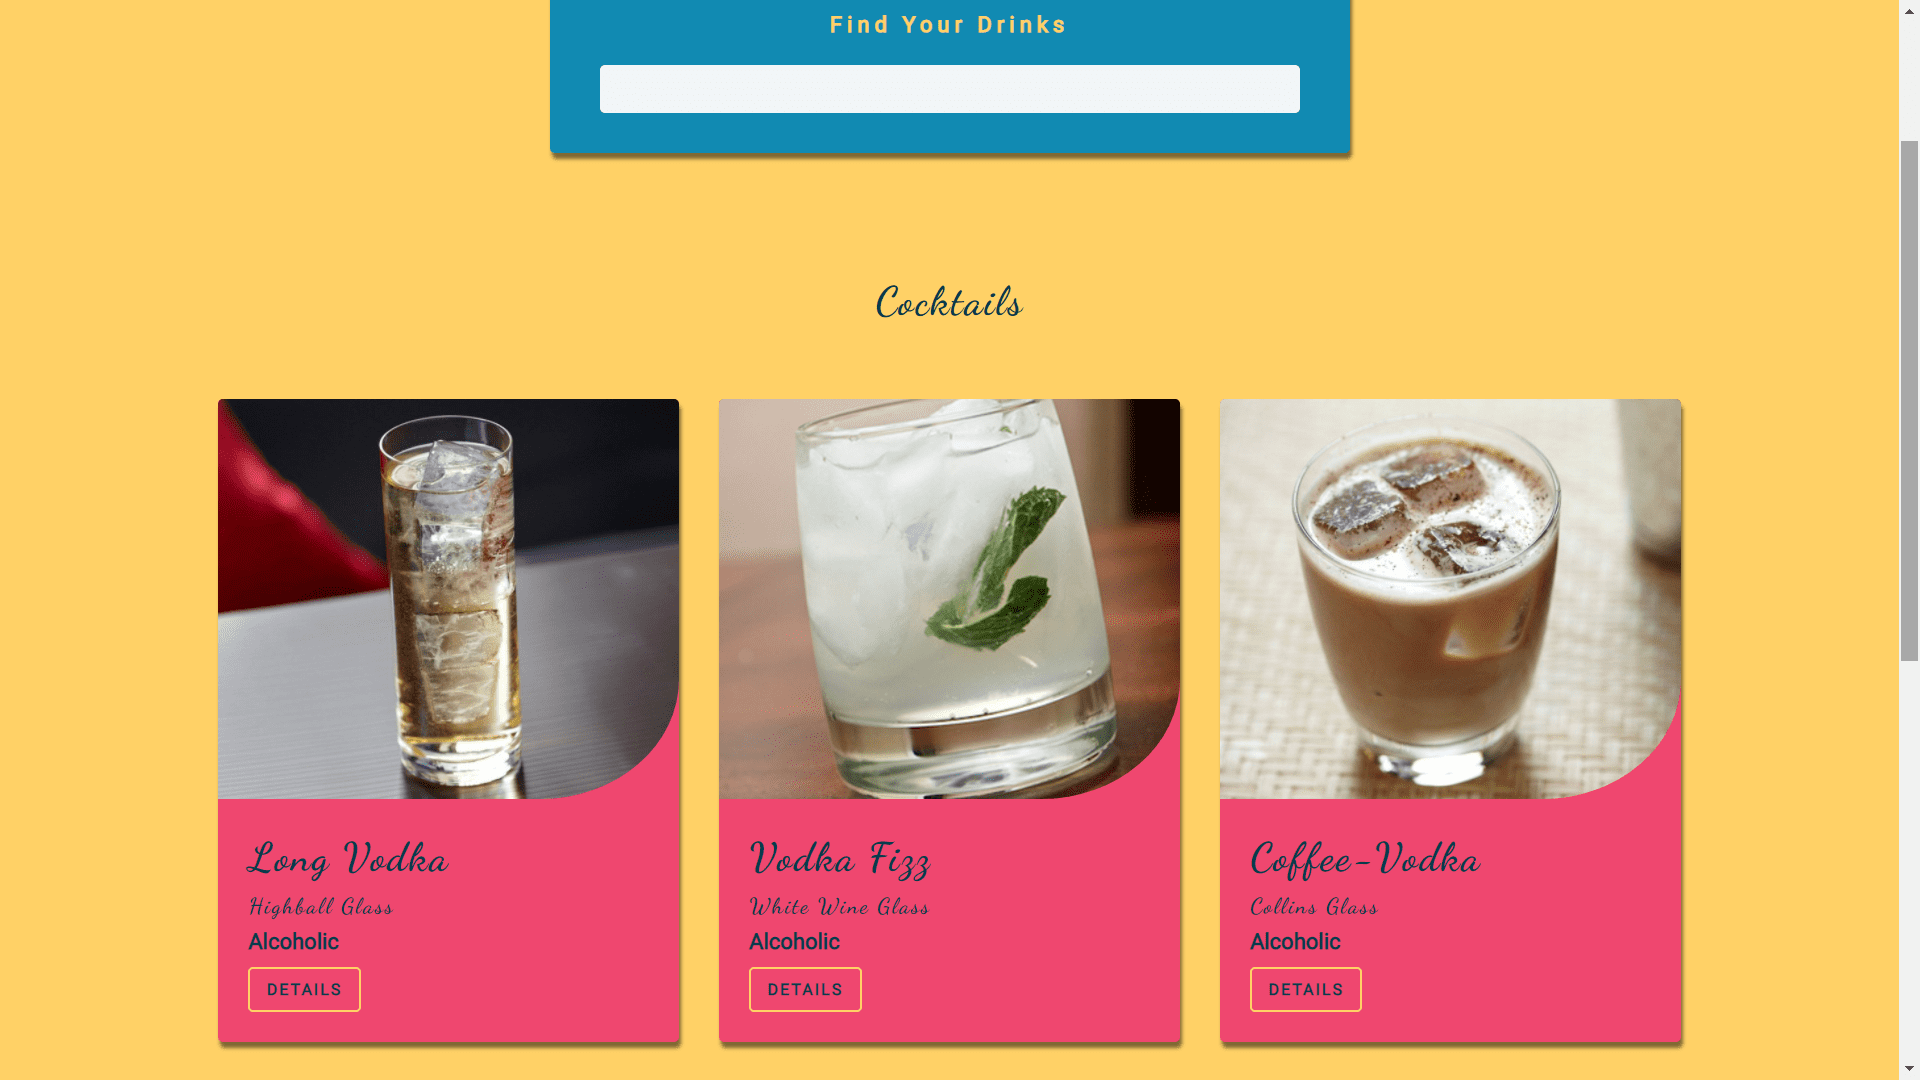 Find Your Drinks
Cocktails
Long Vodka
Highball Glass
Alcoholic
DETAILS
Vodka Fizz
White Wine Glass
Alcoholic
DETAILS
Coffee-Vodka
Collins Glass
Alcoholic
DETAILS